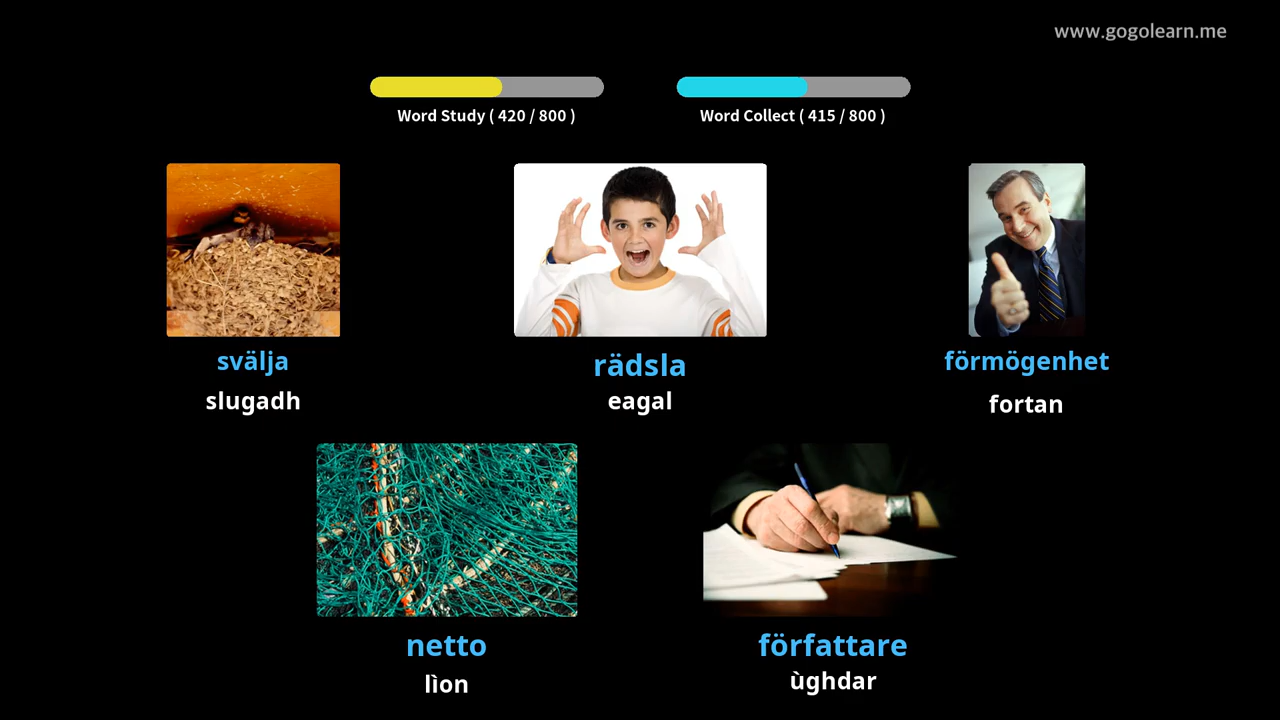 www.gogolearn.me
Word Study ( 420 / 800 )
Word Collect ( 415 / 800 )
svälja
slugadh
rädsla
eagal
förmögenhet
fortan
netto
lìon
författare
ùghdar